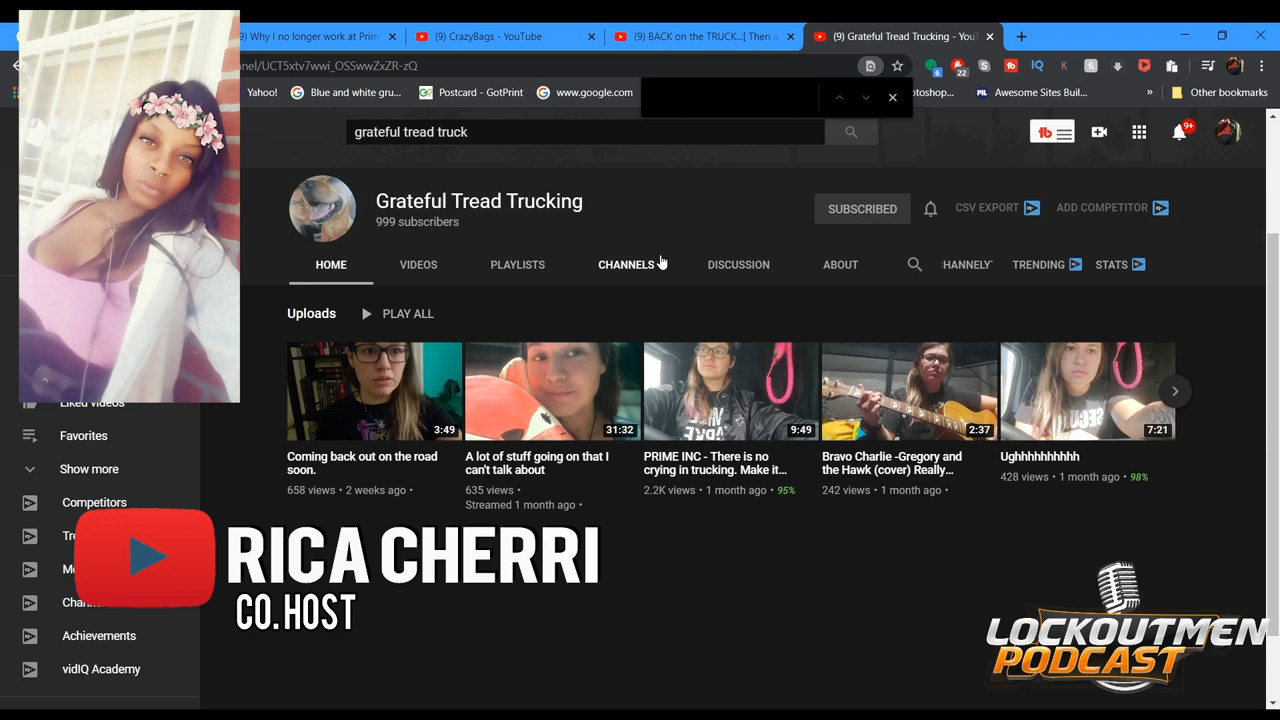 (9) Why I no longer work at Prim
(9) CrazyBags - YouTube
(9) BACK on the TRUCK...[ Then a
(9) Grateful Tread Trucking - You
nel/UCT5xtv7wwi_OSSwwZxZR-zQ
Yahoo!
Blue and white gru...
Postcard - GotPrint
www.google.com
otoshop...
Awesome Sites Buil...
»
Other bookmarks
6
22
IQ
K
grateful tread truck
tb
9+
Grateful Tread Trucking
999 subscribers
SUBSCRIBED
CSV EXPORT
ADD COMPETITOR
HOME
VIDEOS
PLAYLISTS
CHANNELS
DISCUSSION
ABOUT
HANNELY
TRENDING
STATS
Uploads
PLAY ALL
3:49
31:32
9:49
2:37
7:21
Coming back out on the road soon.
658 views • 2 weeks ago •
A lot of stuff going on that I can't talk about
635 views •
Streamed 1 month ago •
PRIME INC - There is no crying in trucking. Make it...
2.2K views • 1 month ago • 95%
Bravo Charlie -Gregory and the Hawk (cover) Really...
242 views • 1 month ago •
Ughhhhhhhhh
428 views • 1 month ago • 98%
Liked videos
Favorites
Show more
Competitors
Tre
Mo
Chan
Achievements
vidIQ Academy
RICA CHERRI
CO.HOST
LOCKOUTMEN
PODCAST